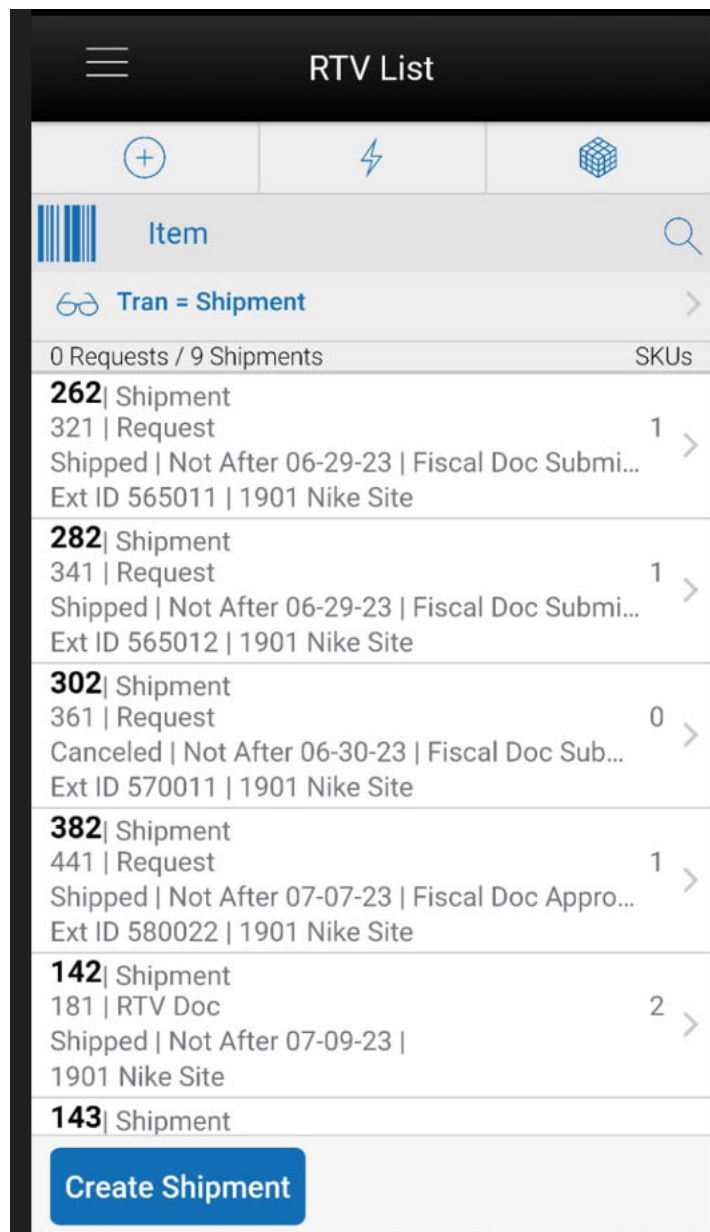 RTV List
Item
Tran = Shipment
0 Requests / 9 Shipments SKUs
262| Shipment
321 | Request 1
Shipped | Not After 06-29-23 | Fiscal Doc Submi...
Ext ID 565011 | 1901 Nike Site
282| Shipment
341 | Request 1
Shipped | Not After 06-29-23 | Fiscal Doc Submi...
Ext ID 565012 | 1901 Nike Site
302| Shipment
361 | Request 0
Canceled | Not After 06-30-23 | Fiscal Doc Sub...
Ext ID 570011 | 1901 Nike Site
382| Shipment
441 | Request 1
Shipped | Not After 07-07-23 | Fiscal Doc Appro...
Ext ID 580022 | 1901 Nike Site
142| Shipment
181 | RTV Doc 2
Shipped | Not After 07-09-23 |
1901 Nike Site
143| Shipment
Create Shipment